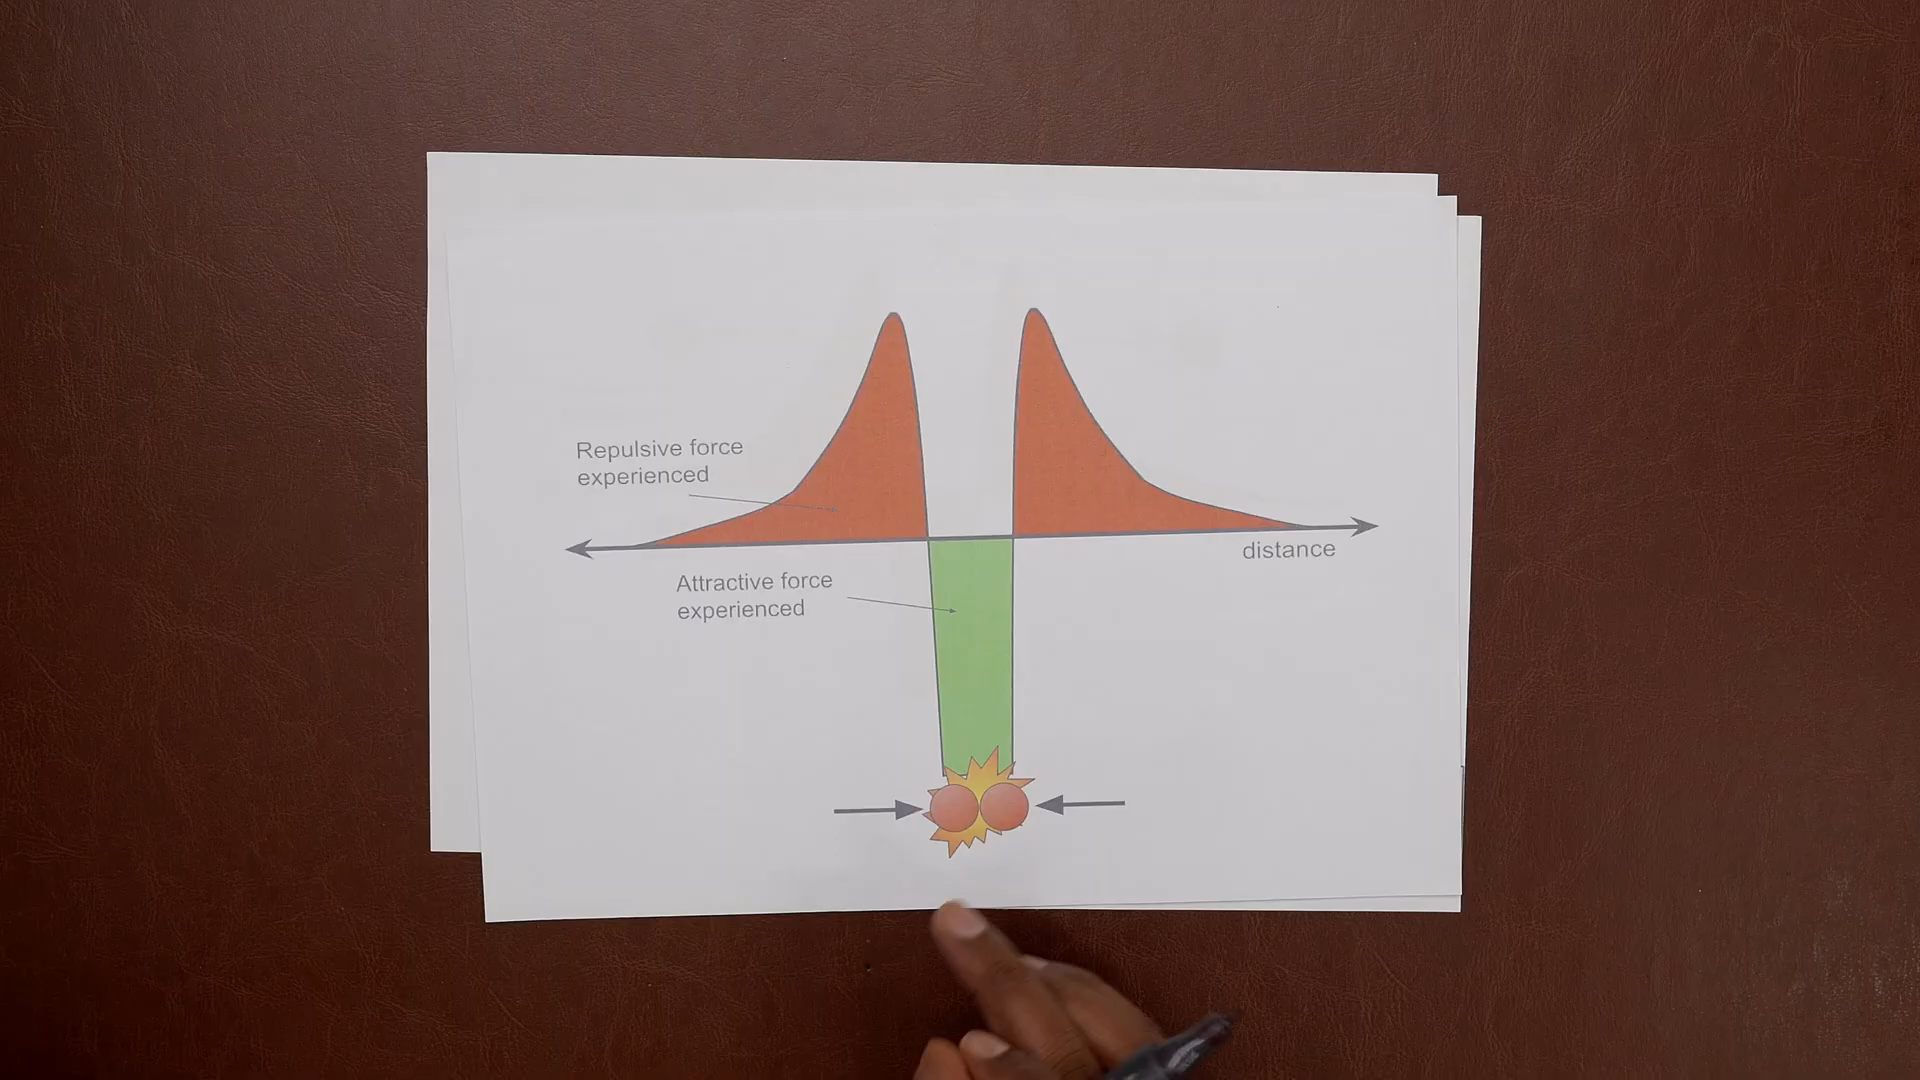 Repulsive force
experienced
distance
Attractive force
experienced